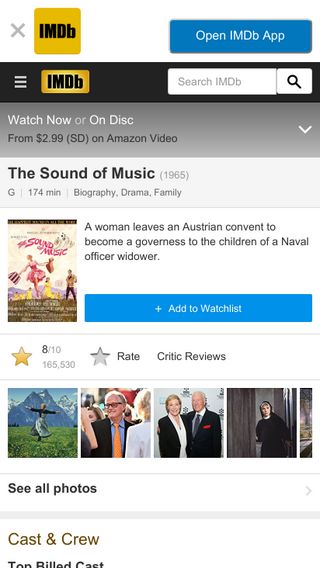 IMDb
Open IMDb App
IMDb
Search IMDb
Watch Now or On Disc
From $2.99 (SD) on Amazon Video
The Sound of Music (1965)
G | 174 min | Biography, Drama, Family
THE SOUND OF MUSIC
A woman leaves an Austrian convent to
become a governess to the children of a Naval
officer widower.
+ Add to Watchlist
8/10
165,530
Rate
Critic Reviews
See all photos
Cast & Crew
Top Billed Cast